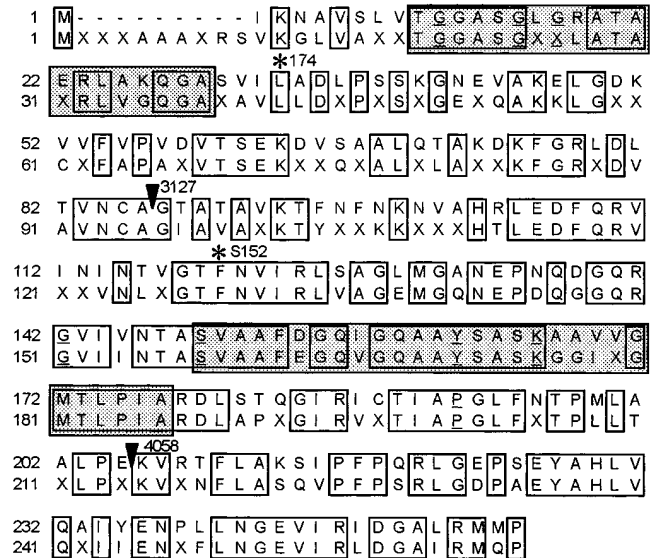 1 M - - - - - - - - - I K N A V S L V T G G A S G L G R A T A
1 M X X X A A A X R S V K G L V A X X T G G A S G X X L A T A
*174
22 E R L A K Q G A S V I L A D L P S S K G N E V A K E L G D K
31 X R L V G Q G A X A V L L D X P X S X G E X Q A K K L G X X
52 V V F V P V D V T S E K D V S A A L Q T A K D K F G R L D L
61 C X F A P A X V T S E K X X Q X A L X L A X X K F G R X D V
▼3127
82 T V N C A G T A T A V K T F N F N K N V A H R L E D F Q R V
91 A V N C A G I A V A X K T Y X X K K X X X H T L E D F Q R V
*S152
112 I N I N T V G T F N V I R L S A G L M G A N E P N Q D G Q R
121 X X V N L X G T F N V I R L V A G E M G Q N E P D Q G G Q R
142 G V I V N T A S V A A F D G Q I G Q A A Y S A S K A A V V G
151 G V I I N T A S V A A F E G Q V G Q A A Y S A S K G G I X G
172 M T L P I A R D L S T Q G I R I C T I A P G L F N T P M L A
181 M T L P I A R D L A P X G I R V X T I A P G L F X T P L L T
▼4058
202 A L P E K V R T F L A K S I P F P Q R L G E P S E Y A H L V
211 X L P X K V X N F L A S Q V P F P S R L G D P A E Y A H L V
232 Q A I Y E N P L L N G E V I R I D G A L R M M P
241 Q X I I E N X F L N G E V I R L D G A I R M Q P